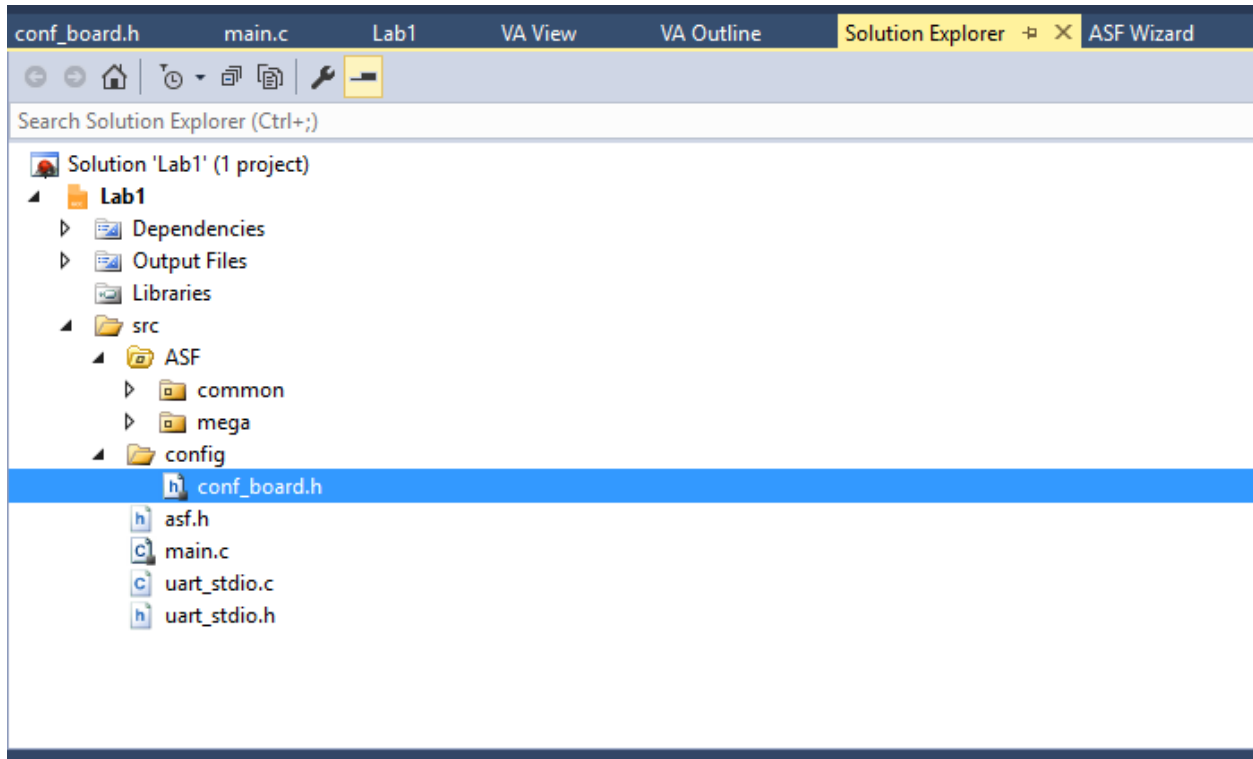 conf_board.h main.c Lab1 VA View VA Outline Solution Explorer ASF Wizard
Search Solution Explorer (Ctrl+;)
Solution 'Lab1' (1 project)
Lab1
Dependencies
Output Files
Libraries
src
ASF
common
mega
config
conf_board.h
asf.h
main.c
uart_stdio.c
uart_stdio.h